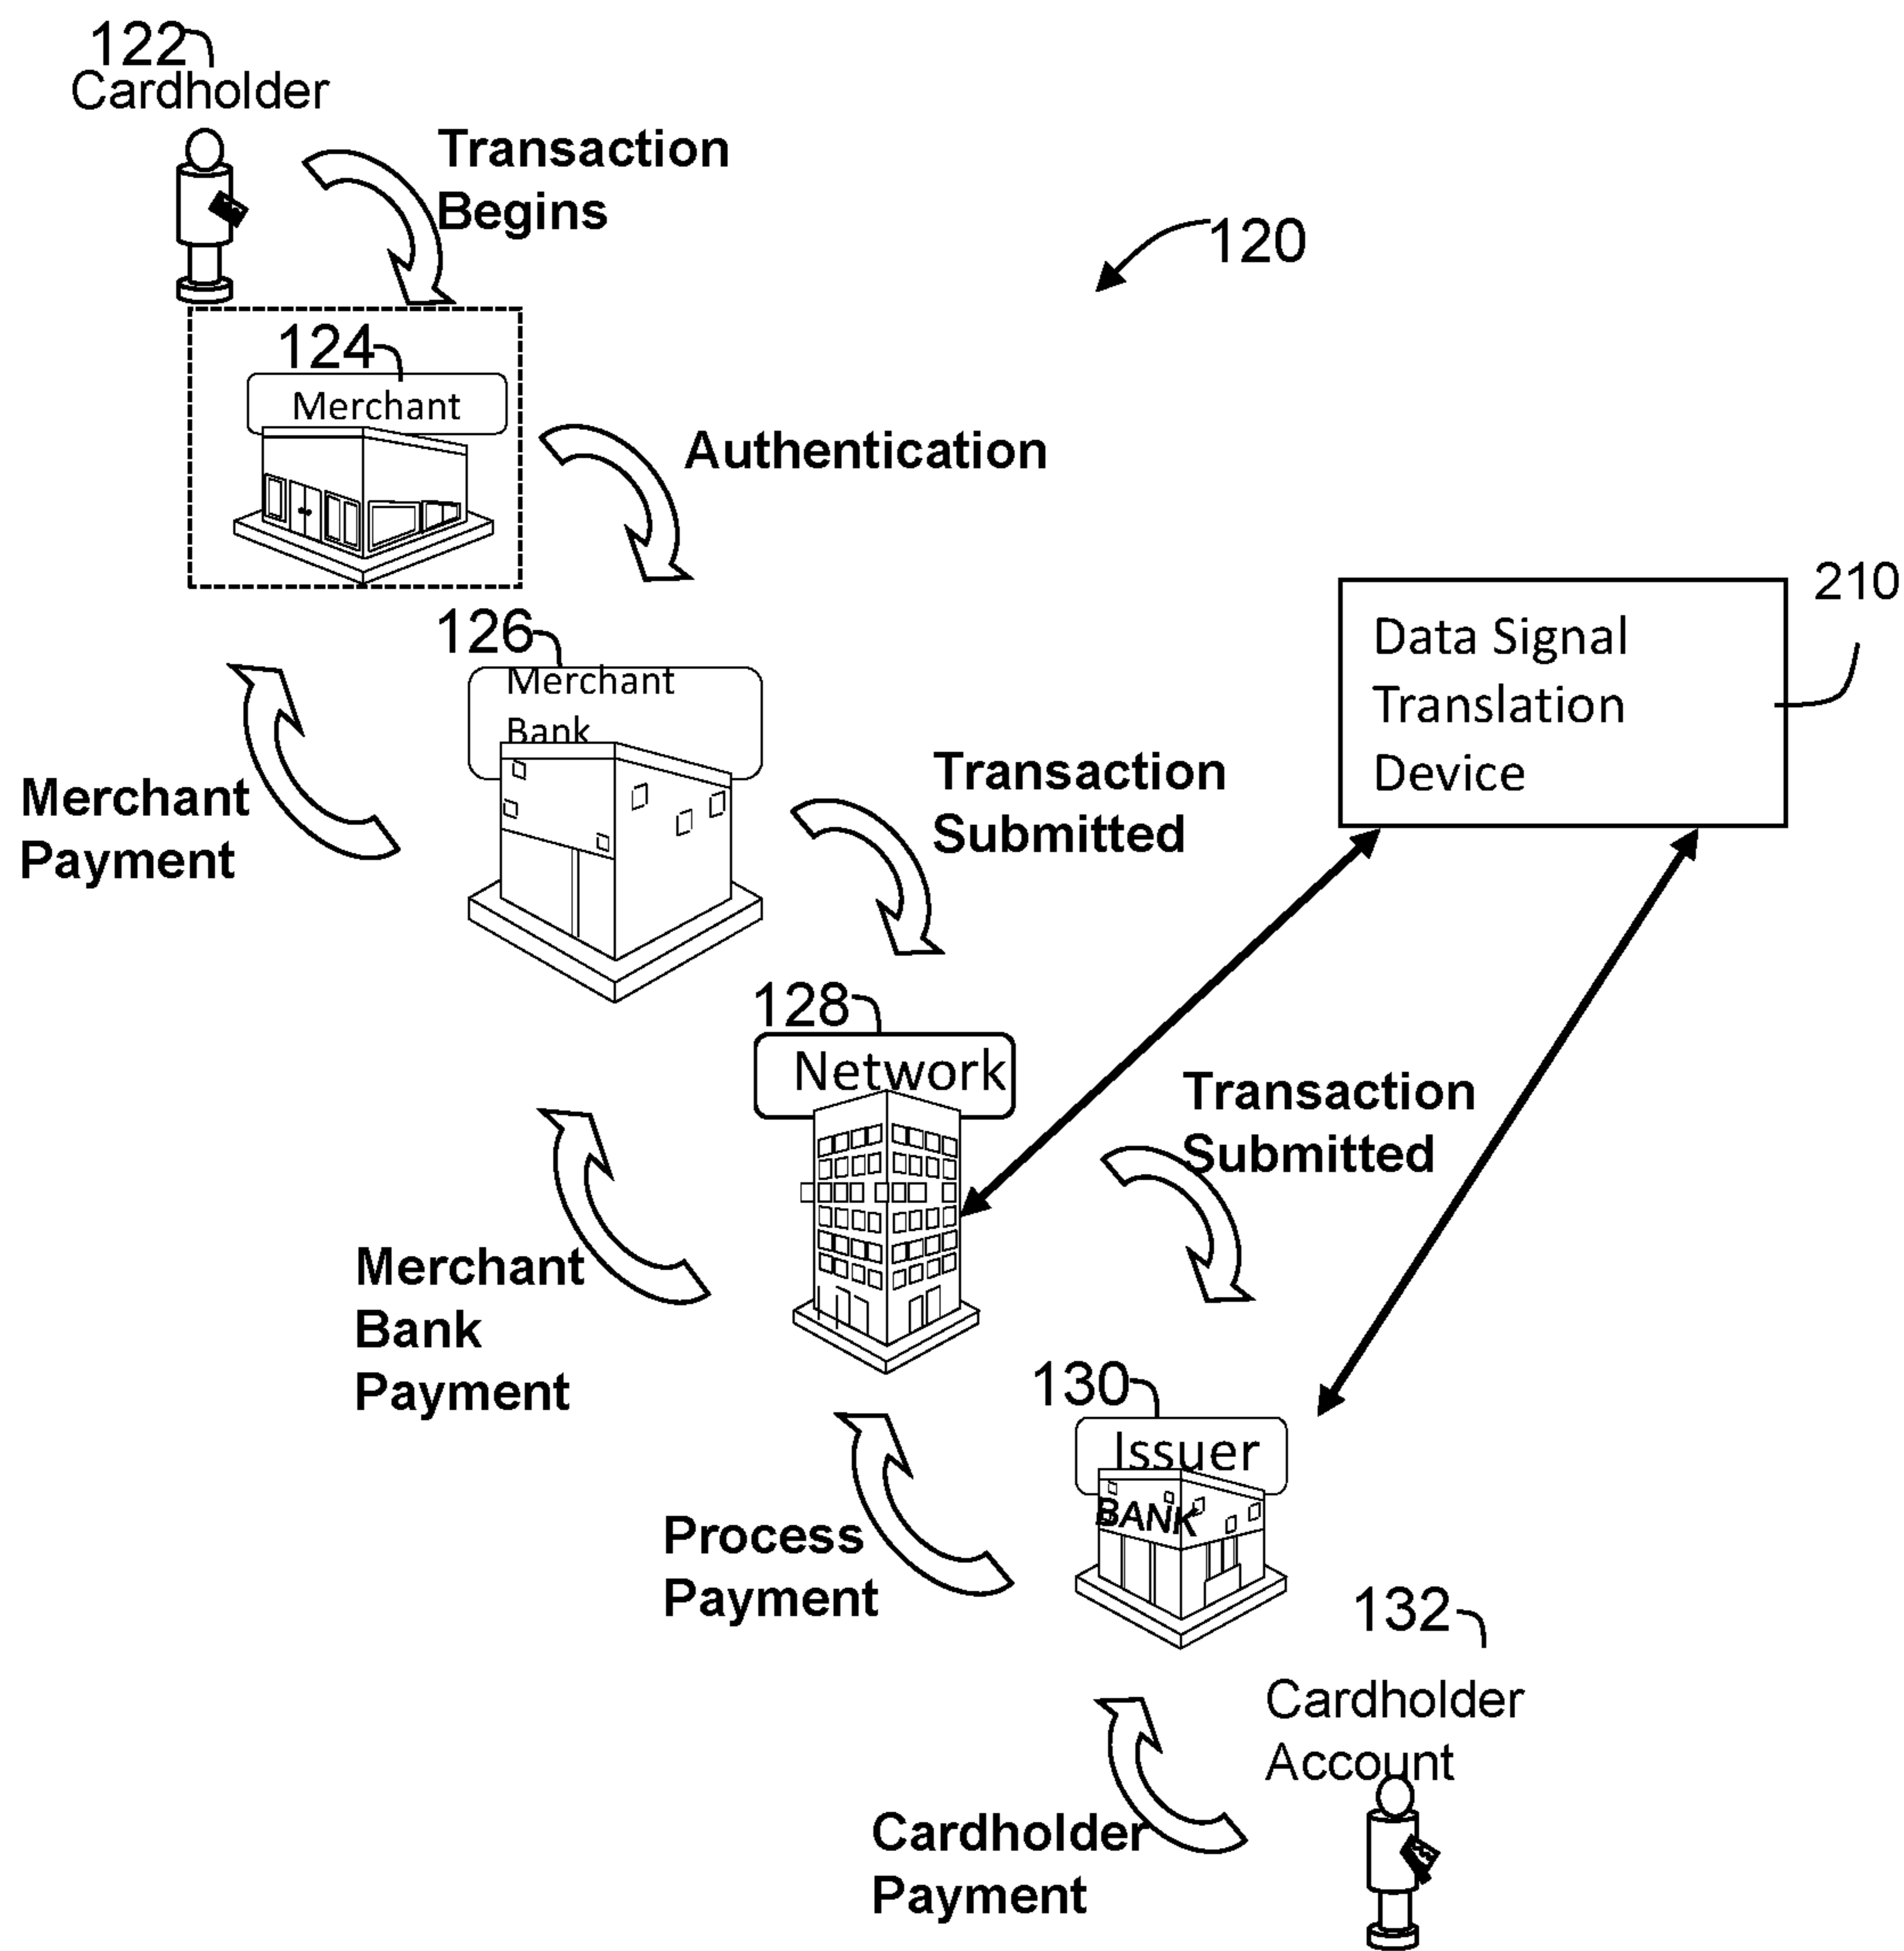 122
Cardholder
Transaction
Begins
120
124
Merchant
Authentication
210
Data Signal
Translation
Device
126
Merchant
Bank
Merchant
Payment
Transaction
Submitted
128
Network
Transaction
Submitted
Merchant
Bank
Payment
130
Issuer
BANK
Process
Payment
132
Cardholder
Account
Cardholder
Payment